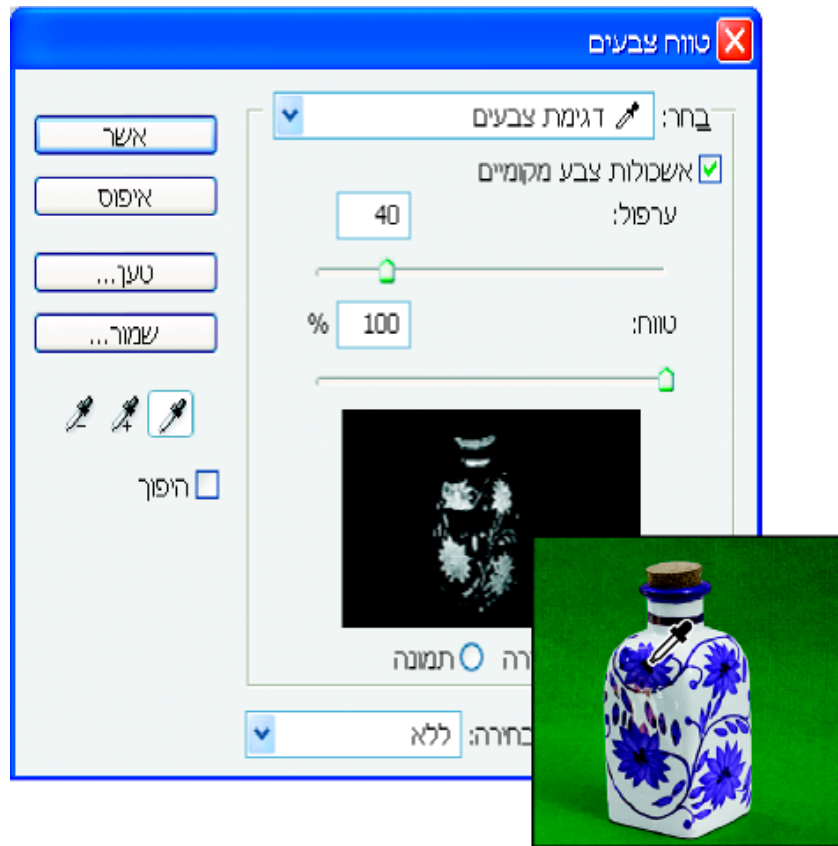 טווח צבעים
בחר: דגימת צבעים
אשכולות צבע מקומיים
ערפול: 40
טווח: 100 %
תמונה
ללא
אשר
איפוס
טען...
שמור...
היפוך